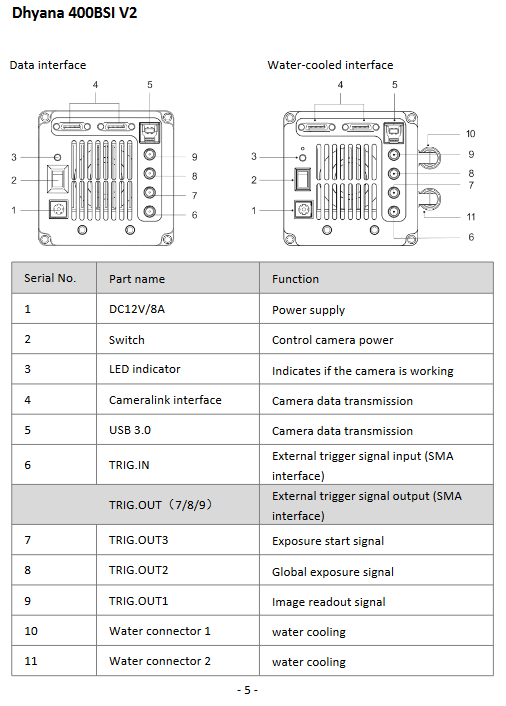 Dhyana 400BSI V2
Data interface
Water-cooled interface
4 5
3
2
1
9
8
7
6
4 5
3
2
1
10
9
8
7
11
6
Serial No. Part name Function
1 DC12V/8A Power supply
2 Switch Control camera power
3 LED indicator Indicates if the camera is working
4 Cameralink interface Camera data transmission
5 USB 3.0 Camera data transmission
6 TRIG.IN External trigger signal input (SMA
interface)
TRIG.OUT（7/8/9） External trigger signal output (SMA
interface)
7 TRIG.OUT3 Exposure start signal
8 TRIG.OUT2 Global exposure signal
9 TRIG.OUT1 Image readout signal
10 Water connector 1 water cooling
11 Water connector 2 water cooling
- 5 -